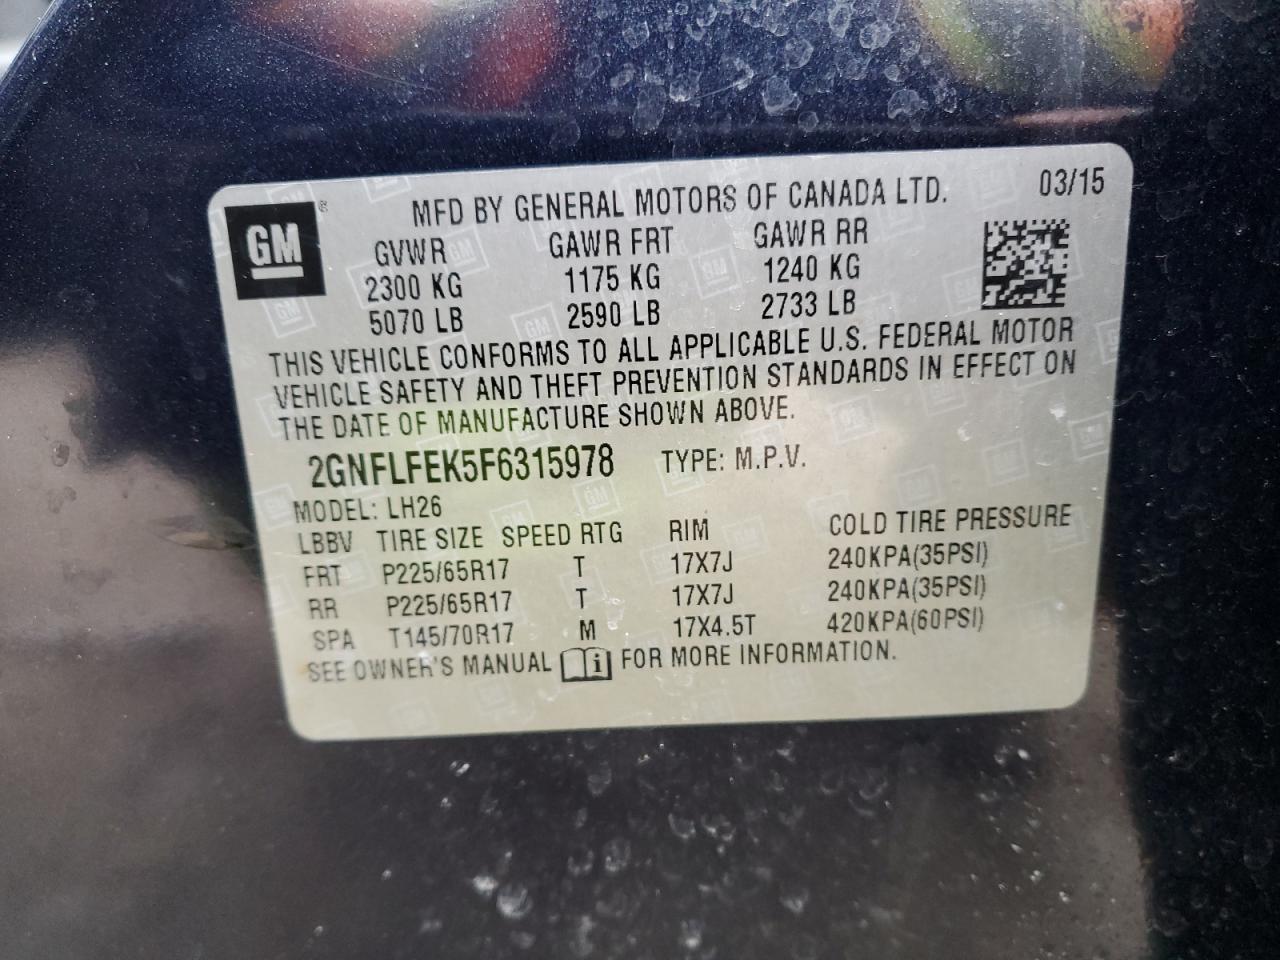 GM ® MFD BY GENERAL MOTORS OF CANADA LTD. 03/15
GVWR GAWR FRT GAWR RR
2300 KG 1175 KG 1240 KG
5070 LB 2590 LB 2733 LB
THIS VEHICLE CONFORMS TO ALL APPLICABLE U.S. FEDERAL MOTOR
VEHICLE SAFETY AND THEFT PREVENTION STANDARDS IN EFFECT ON
THE DATE OF MANUFACTURE SHOWN ABOVE.
2GNFLFEK5F6315978 TYPE: M.P.V.
MODEL: LH26
LBBV TIRE SIZE SPEED RTG RIM COLD TIRE PRESSURE
FRT P225/65R17 T 17X7J 240KPA(35PSI)
RR P225/65R17 T 17X7J 240KPA(35PSI)
SPA T145/70R17 M 17X4.5T 420KPA(60PSI)
SEE OWNER'S MANUAL i FOR MORE INFORMATION.